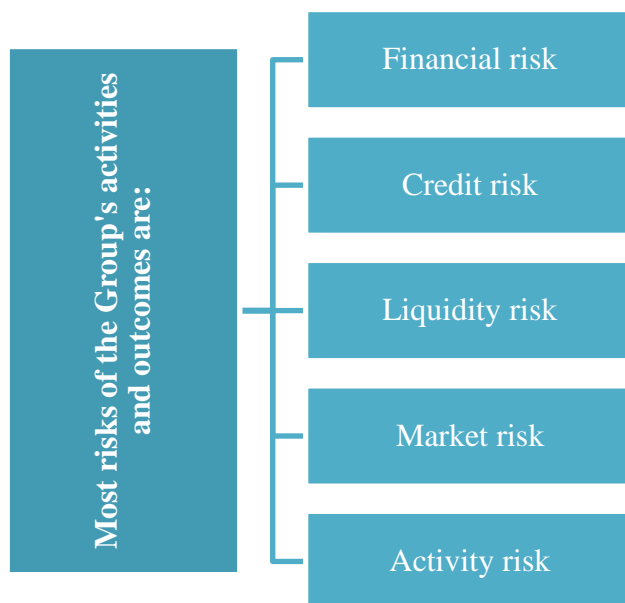 Most risks of the Group's activities
and outcomes are:
Financial risk
Credit risk
Liquidity risk
Market risk
Activity risk